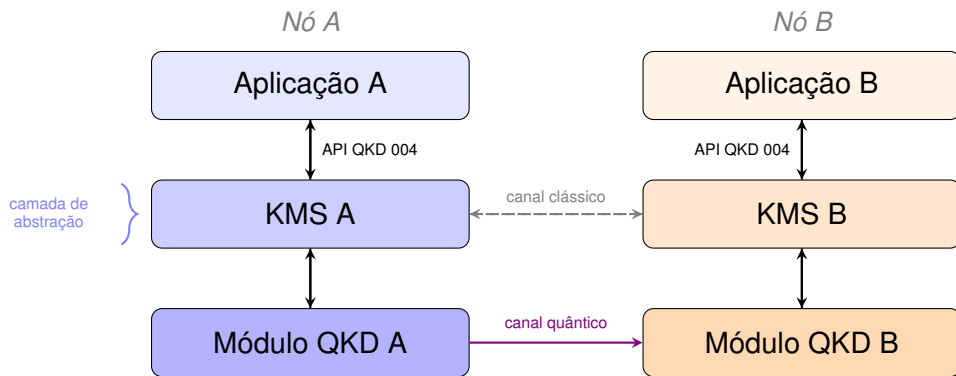 Nó A
Nó B
Aplicação A
Aplicação B
API QKD 004
API QKD 004
camada de
abstração
KMS A
canal clássico
KMS B
Módulo QKD A
canal quântico
Módulo QKD B